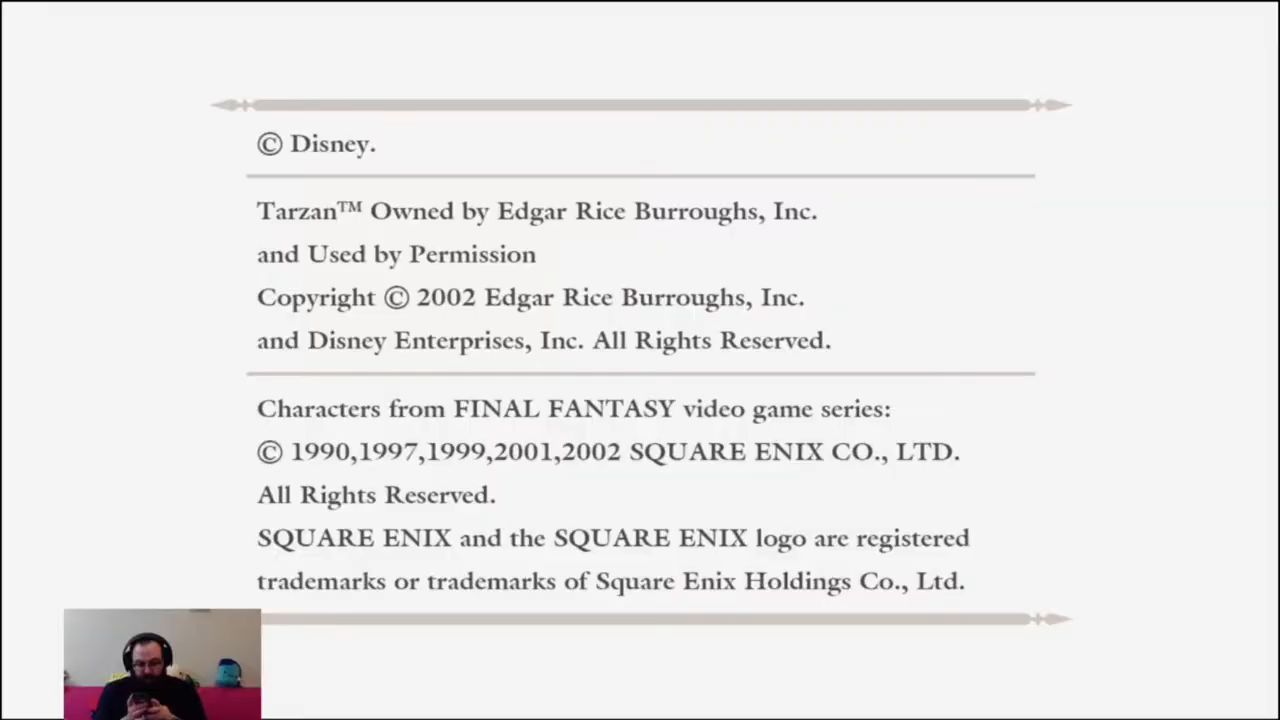 © Disney.
Tarzan™ Owned by Edgar Rice Burroughs, Inc.
and Used by Permission
Copyright © 2002 Edgar Rice Burroughs, Inc.
and Disney Enterprises, Inc. All Rights Reserved.
Characters from FINAL FANTASY video game series:
© 1990,1997,1999,2001,2002 SQUARE ENIX CO., LTD.
All Rights Reserved.
SQUARE ENIX and the SQUARE ENIX logo are registered
trademarks or trademarks of Square Enix Holdings Co., Ltd.